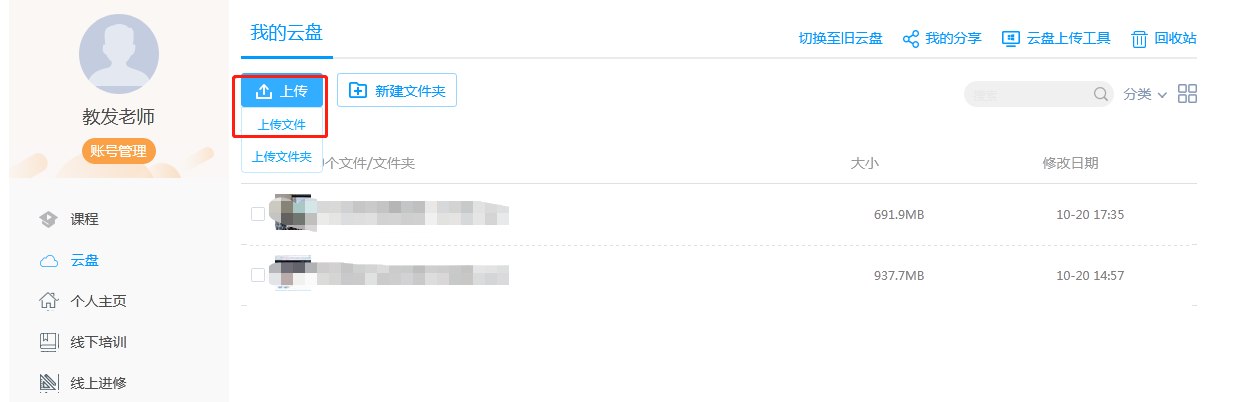 我的云盘
切换至旧云盘
我的分享
云盘上传工具
回收站
上传
新建文件夹
搜索
分类
上传文件
上传文件夹
个文件/文件夹
大小
修改日期
691.9MB
10-20 17:35
937.7MB
10-20 14:57
教发老师
账号管理
课程
云盘
个人主页
线下培训
线上进修